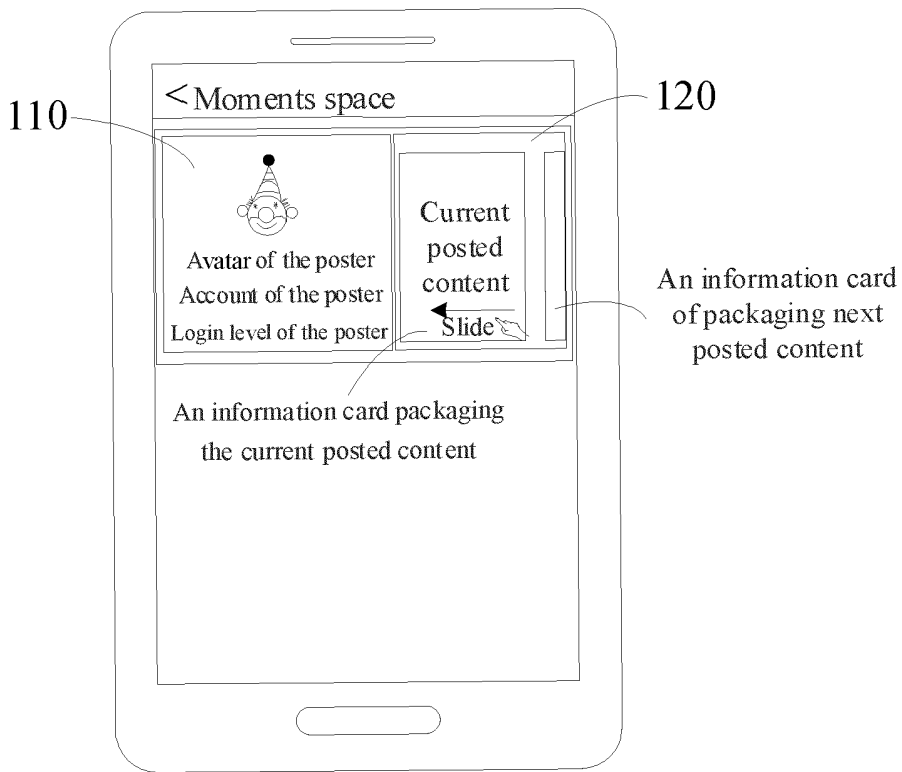 < Moments space
110
120
Avatar of the poster
Account of the poster
Login level of the poster
Current
posted
content
Slide
An information card
of packaging next
posted content
An information card packaging
the current posted content